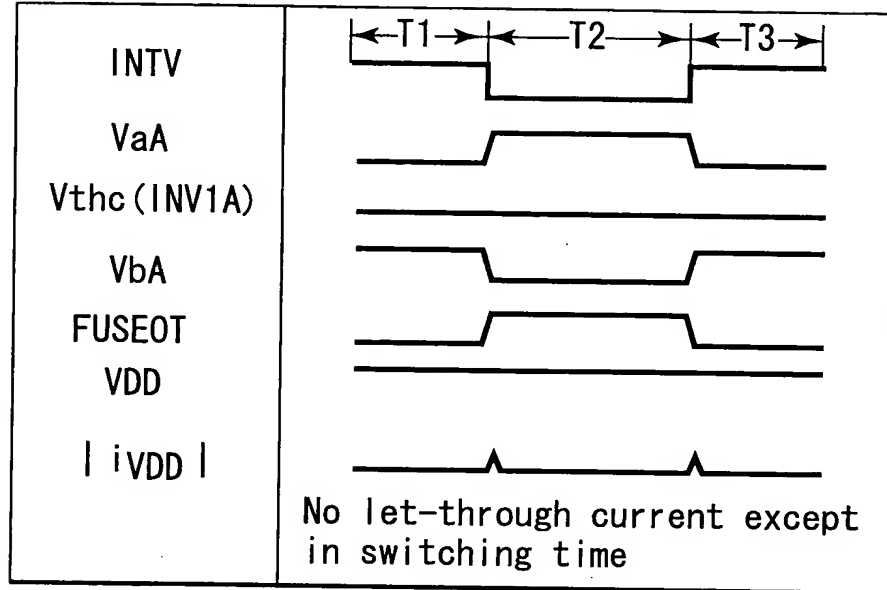 T1 T2 T3
INTV
VaA
Vthc(INV1A)
VbA
FUSEOT
VDD
| iVDD |
No let-through current except
in switching time